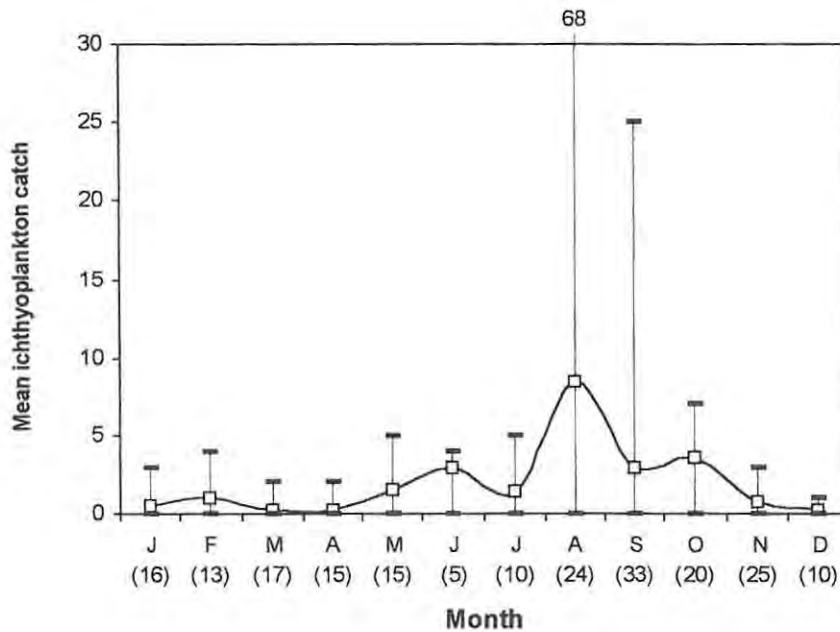 68
30
25
20
15
10
5
0
Mean ichthyoplankton catch
J F M A M J J A S O N D
(16) (13) (17) (15) (15) (5) (10) (24) (33) (20) (25) (10)
Month